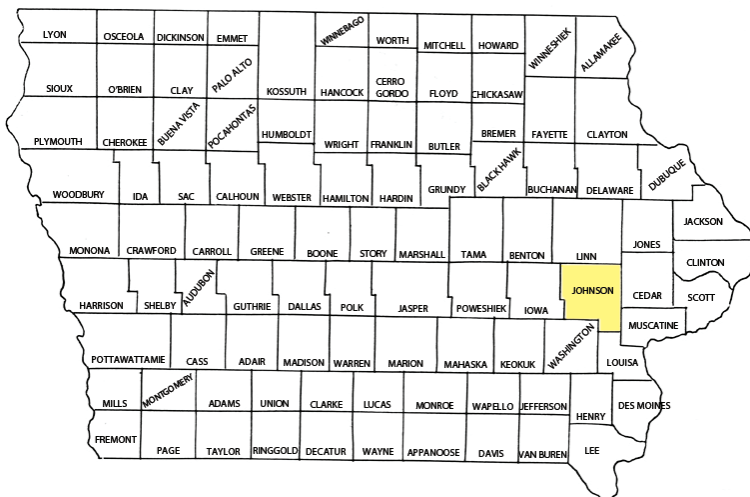 LYON OSCEOLA DICKINSON EMMET WINNEBAGO WORTH MITCHELL HOWARD WINNESHIEK ALLAMAKEE
SIOUX O'BRIEN CLAY PALO ALTO KOSSUTH HANCOCK CERRO GORDO FLOYD CHICKASAW
PLYMOUTH CHEROKEE BUENA VISTA POCAHONTAS HUMBOLDT WRIGHT FRANKLIN BUTLER BREMER FAYETTE CLAYTON
WOODBURY IDA SAC CALHOUN WEBSTER HAMILTON HARDIN GRUNDY BLACK HAWK BUCHANAN DELAWARE DUBUQUE
JACKSON
MONONA CRAWFORD CARROLL GREENE BOONE STORY MARSHALL TAMA BENTON LINN JONES CLINTON
HARRISON SHELBY AUDUBON GUTHRIE DALLAS POLK JASPER POWESHIEK IOWA JOHNSON CEDAR SCOTT
MUSCATINE
POTTAWATTAMIE CASS ADAIR MADISON WARREN MARION MAHASKA KEOKUK WASHINGTON LOUISA
MILLS MONTGOMERY ADAMS UNION CLARKE LUCAS MONROE WAPELLO JEFFERSON HENRY DES MOINES
FREMONT PAGE TAYLOR RINGGOLD DECATUR WAYNE APPANOOSE DAVIS VAN BUREN LEE